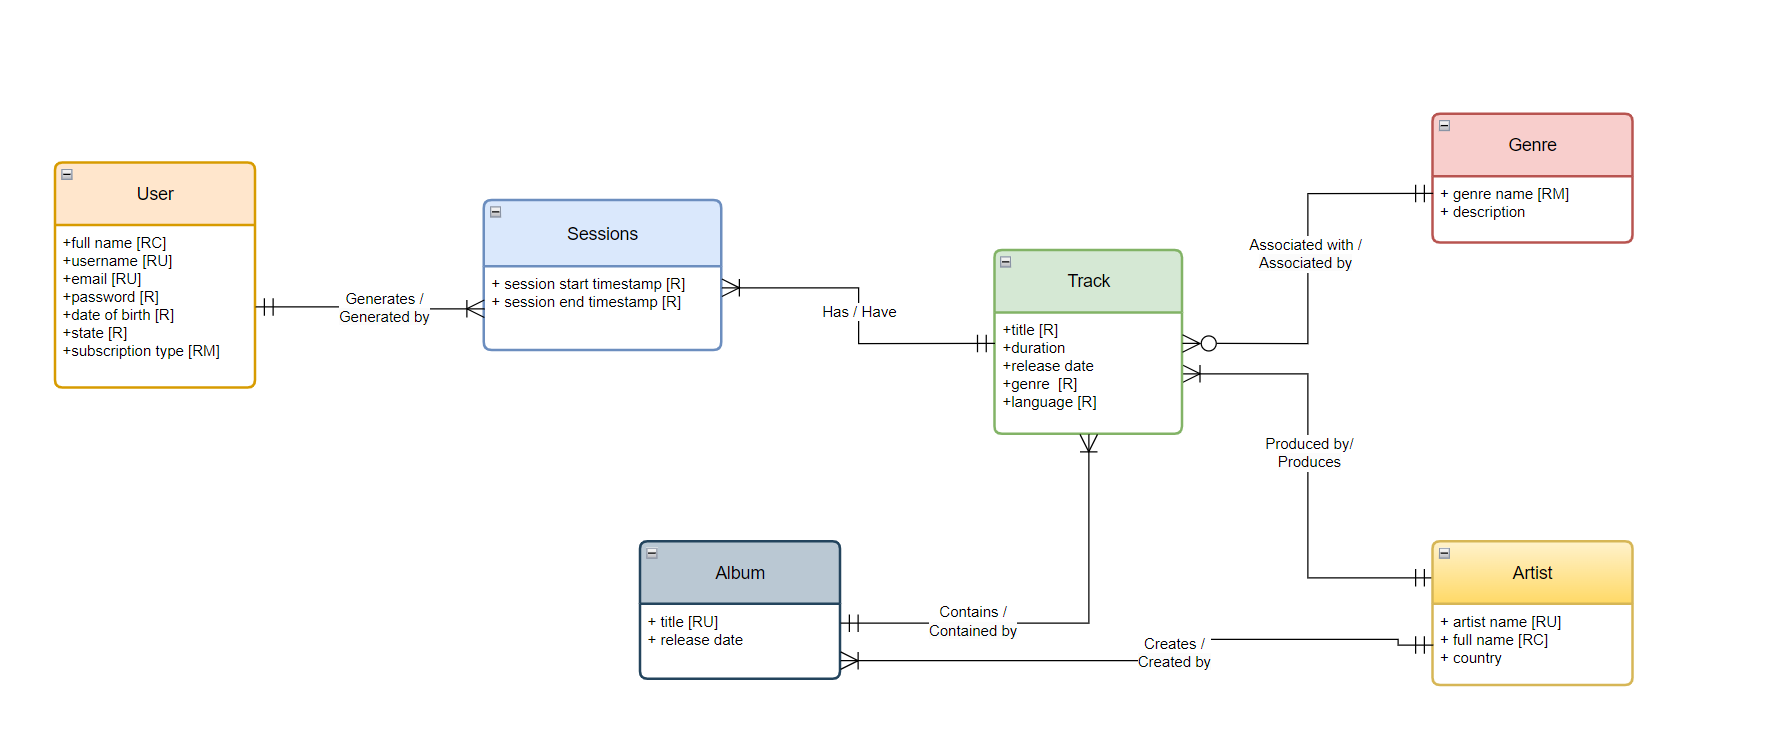 User
+full name [RC]
+username [RU]
+email [RU]
+password [R]
+date of birth [R]
+state [R]
+subscription type [RM]
Generates /
Generated by
Sessions
+ session start timestamp [R]
+ session end timestamp [R]
Has / Have
Track
+title [R]
+duration
+release date
+genre  [R]
+language [R]
Associated with /
Associated by
Genre
+ genre name [RM]
+ description
Produced by/
Produces
Album
+ title [RU]
+ release date
Contains /
Contained by
Creates /
Created by
Artist
+ artist name [RU]
+ full name [RC]
+ country